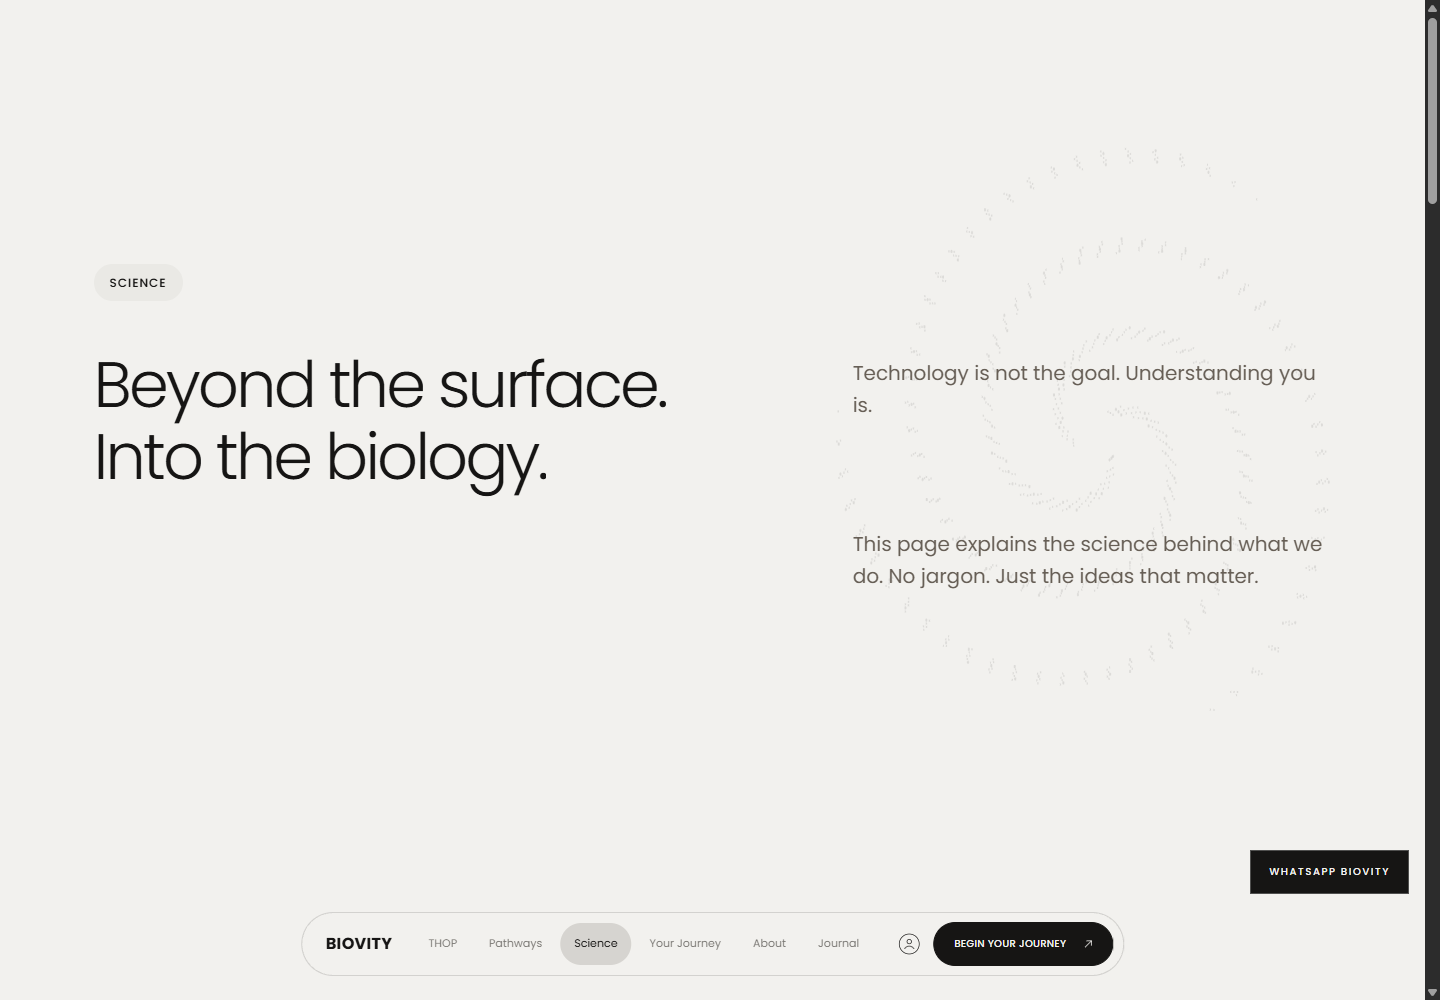 SCIENCE
Beyond the surface.
Into the biology.
Technology is not the goal. Understanding you
is.
This page explains the science behind what we
do. No jargon. Just the ideas that matter.
WHATSAPP BIOVITY
BIOVITY THOP Pathways Science Your Journey About Journal BEGIN YOUR JOURNEY